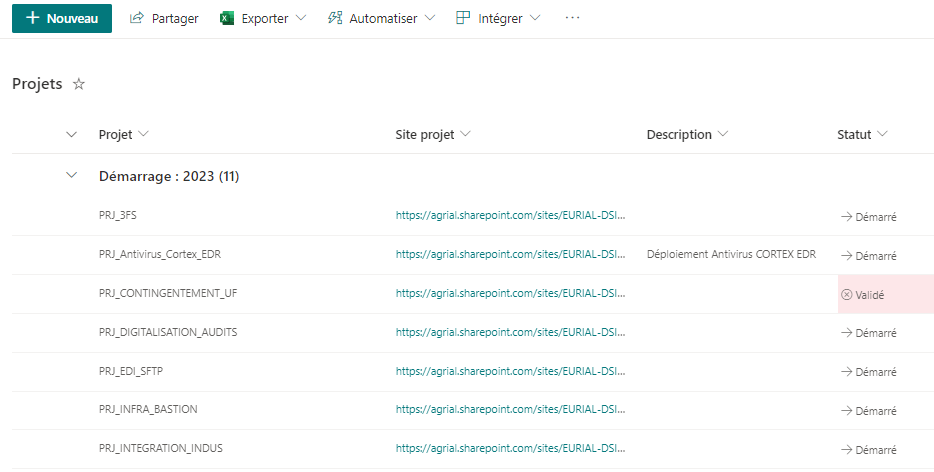 Nouveau Partager Exporter Automatiser Intégrer ...
Projets
Projet Site projet Description Statut
Démarrage : 2023 (11)
PRJ_3FS https://agrial.sharepoint.com/sites/EURIAL-DSI... Démarré
PRJ_Antivirus_Cortex_EDR https://agrial.sharepoint.com/sites/EURIAL-DSI... Déploiement Antivirus CORTEX EDR Démarré
PRJ_CONTINGENTEMENT_UF https://agrial.sharepoint.com/sites/EURIAL-DSI... Validé
PRJ_DIGITALISATION_AUDITS https://agrial.sharepoint.com/sites/EURIAL-DSI... Démarré
PRJ_EDI_SFTP https://agrial.sharepoint.com/sites/EURIAL-DSI... Démarré
PRJ_INFRA_BASTION https://agrial.sharepoint.com/sites/EURIAL-DSI... Démarré
PRJ_INTEGRATION_INDUS https://agrial.sharepoint.com/sites/EURIAL-DSI... Démarré